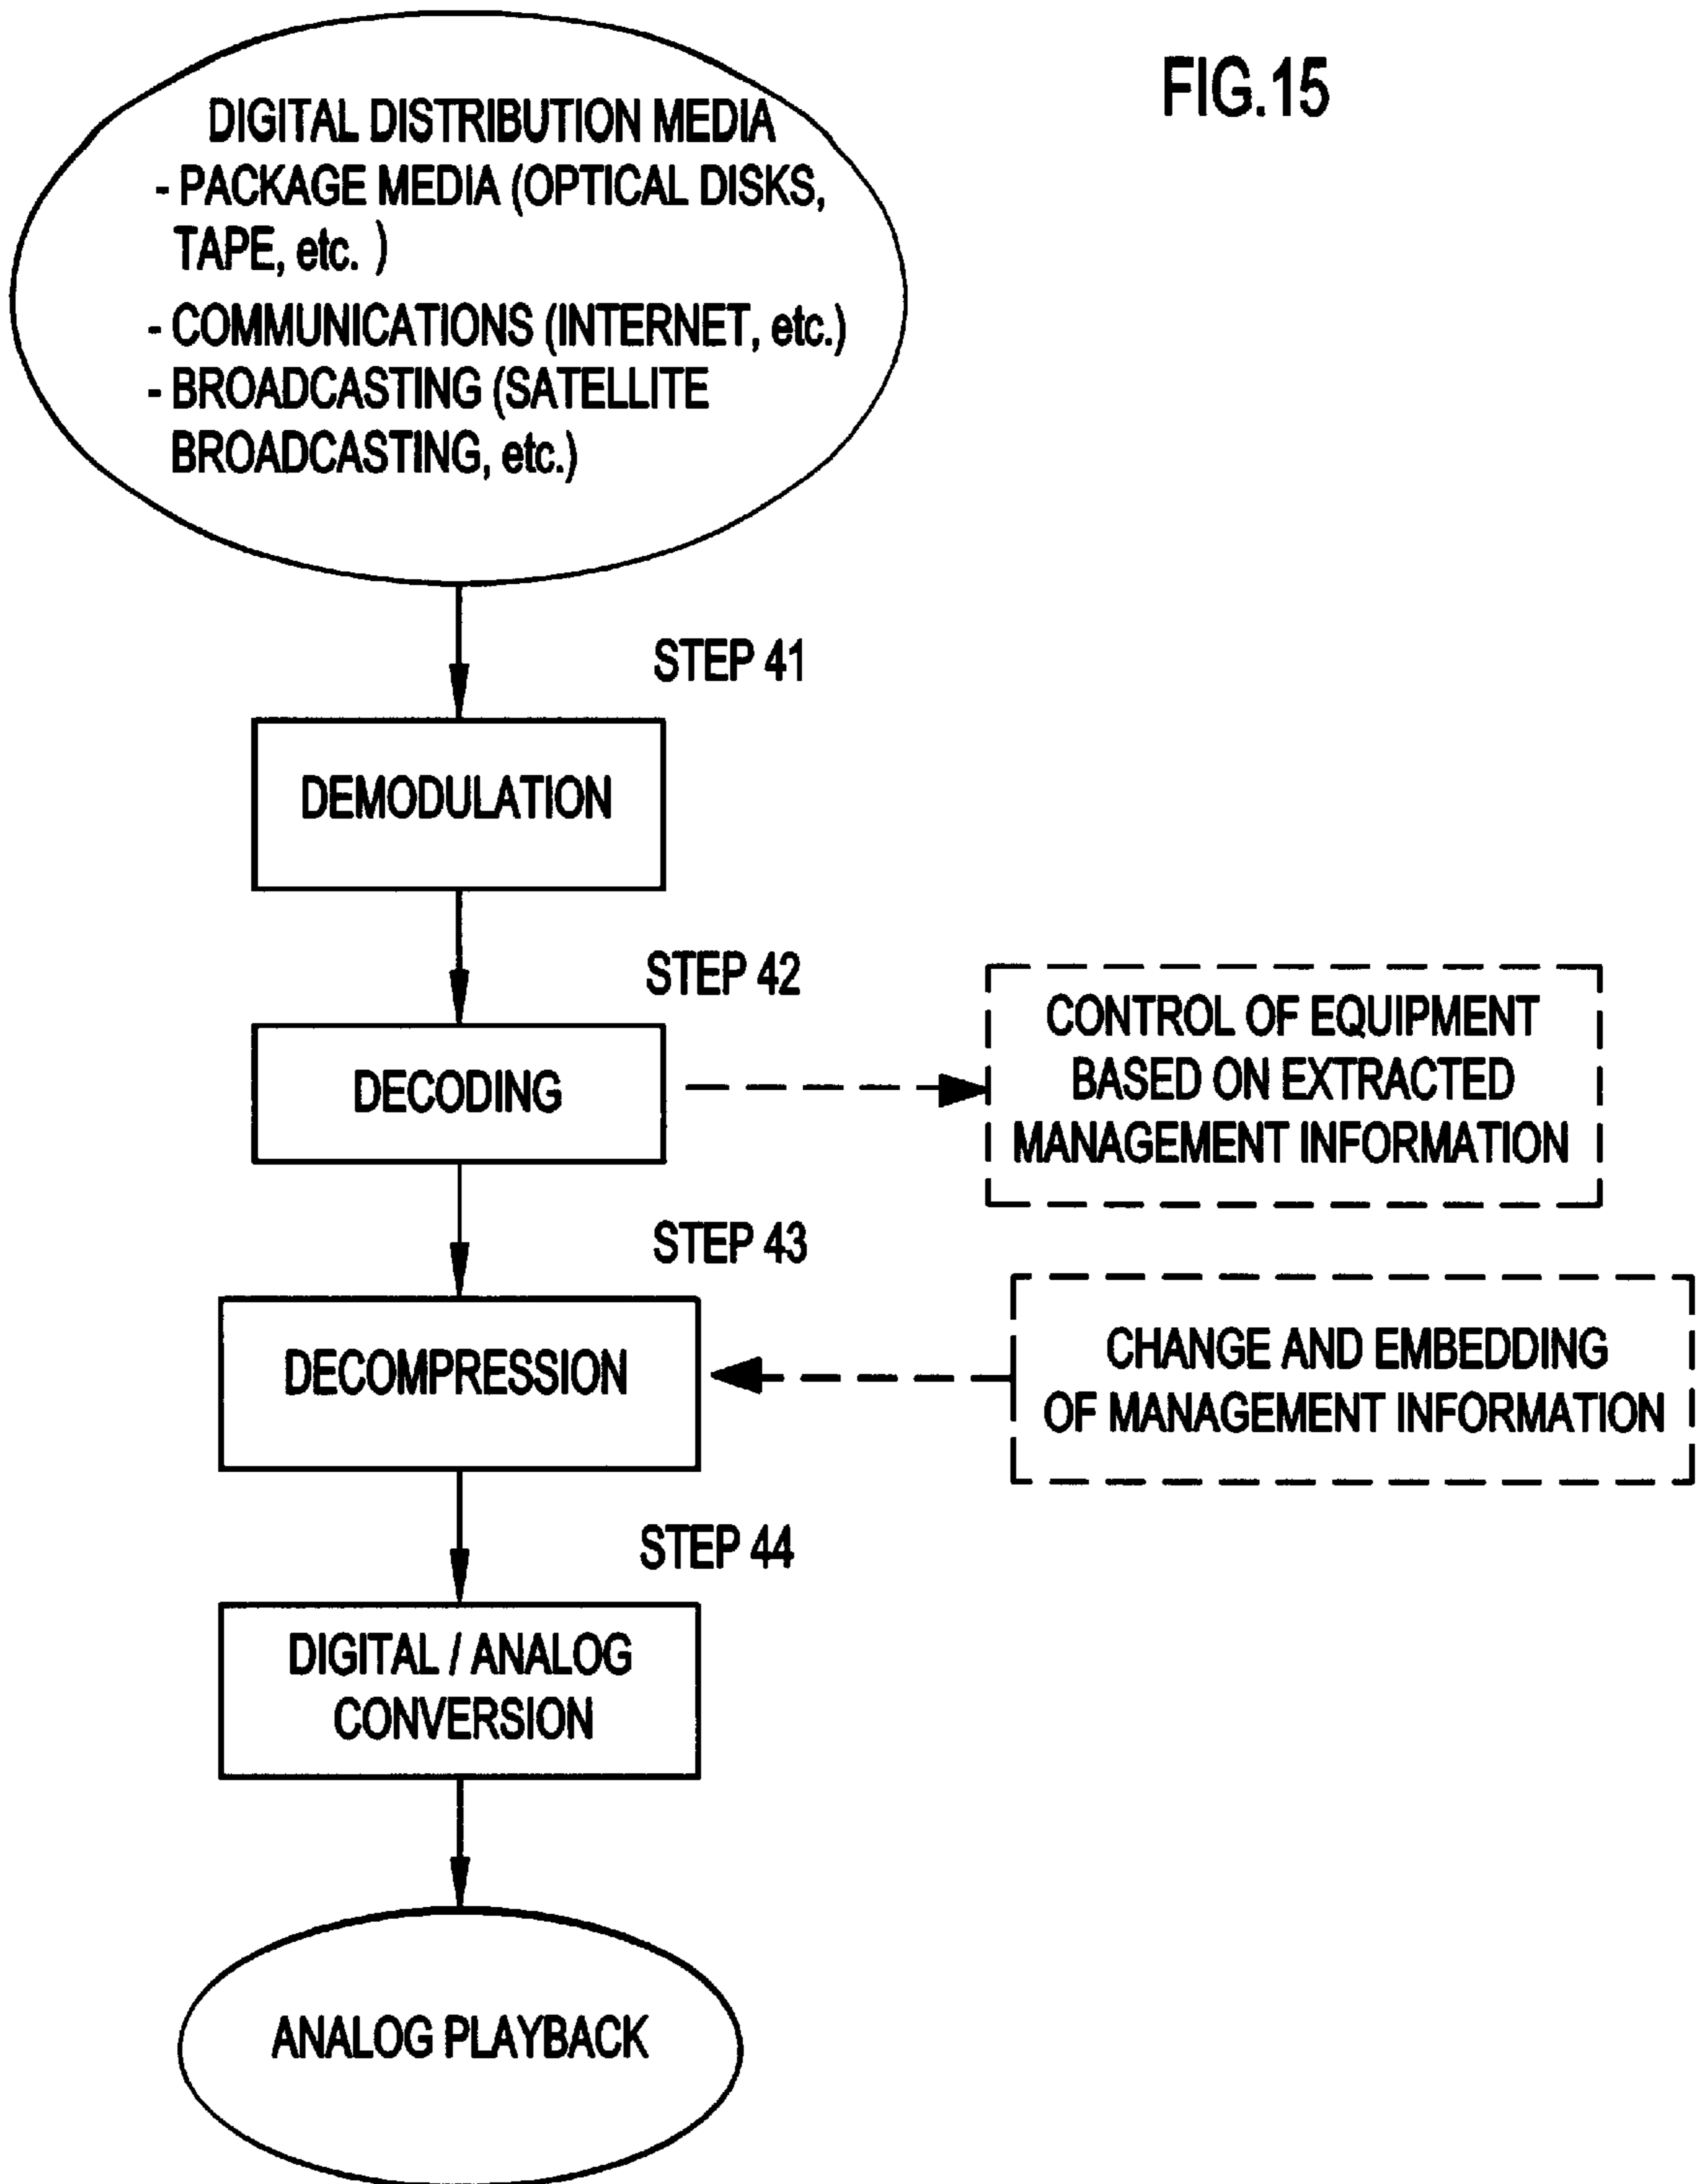 FIG.15
DIGITAL DISTRIBUTION MEDIA
- PACKAGE MEDIA (OPTICAL DISKS,
TAPE, etc. )
- COMMUNICATIONS (INTERNET, etc.)
- BROADCASTING (SATELLITE
BROADCASTING, etc.)
STEP 41
DEMODULATION
STEP 42
DECODING
CONTROL OF EQUIPMENT
BASED ON EXTRACTED
MANAGEMENT INFORMATION
STEP 43
DECOMPRESSION
CHANGE AND EMBEDDING
OF MANAGEMENT INFORMATION
STEP 44
DIGITAL / ANALOG
CONVERSION
ANALOG PLAYBACK